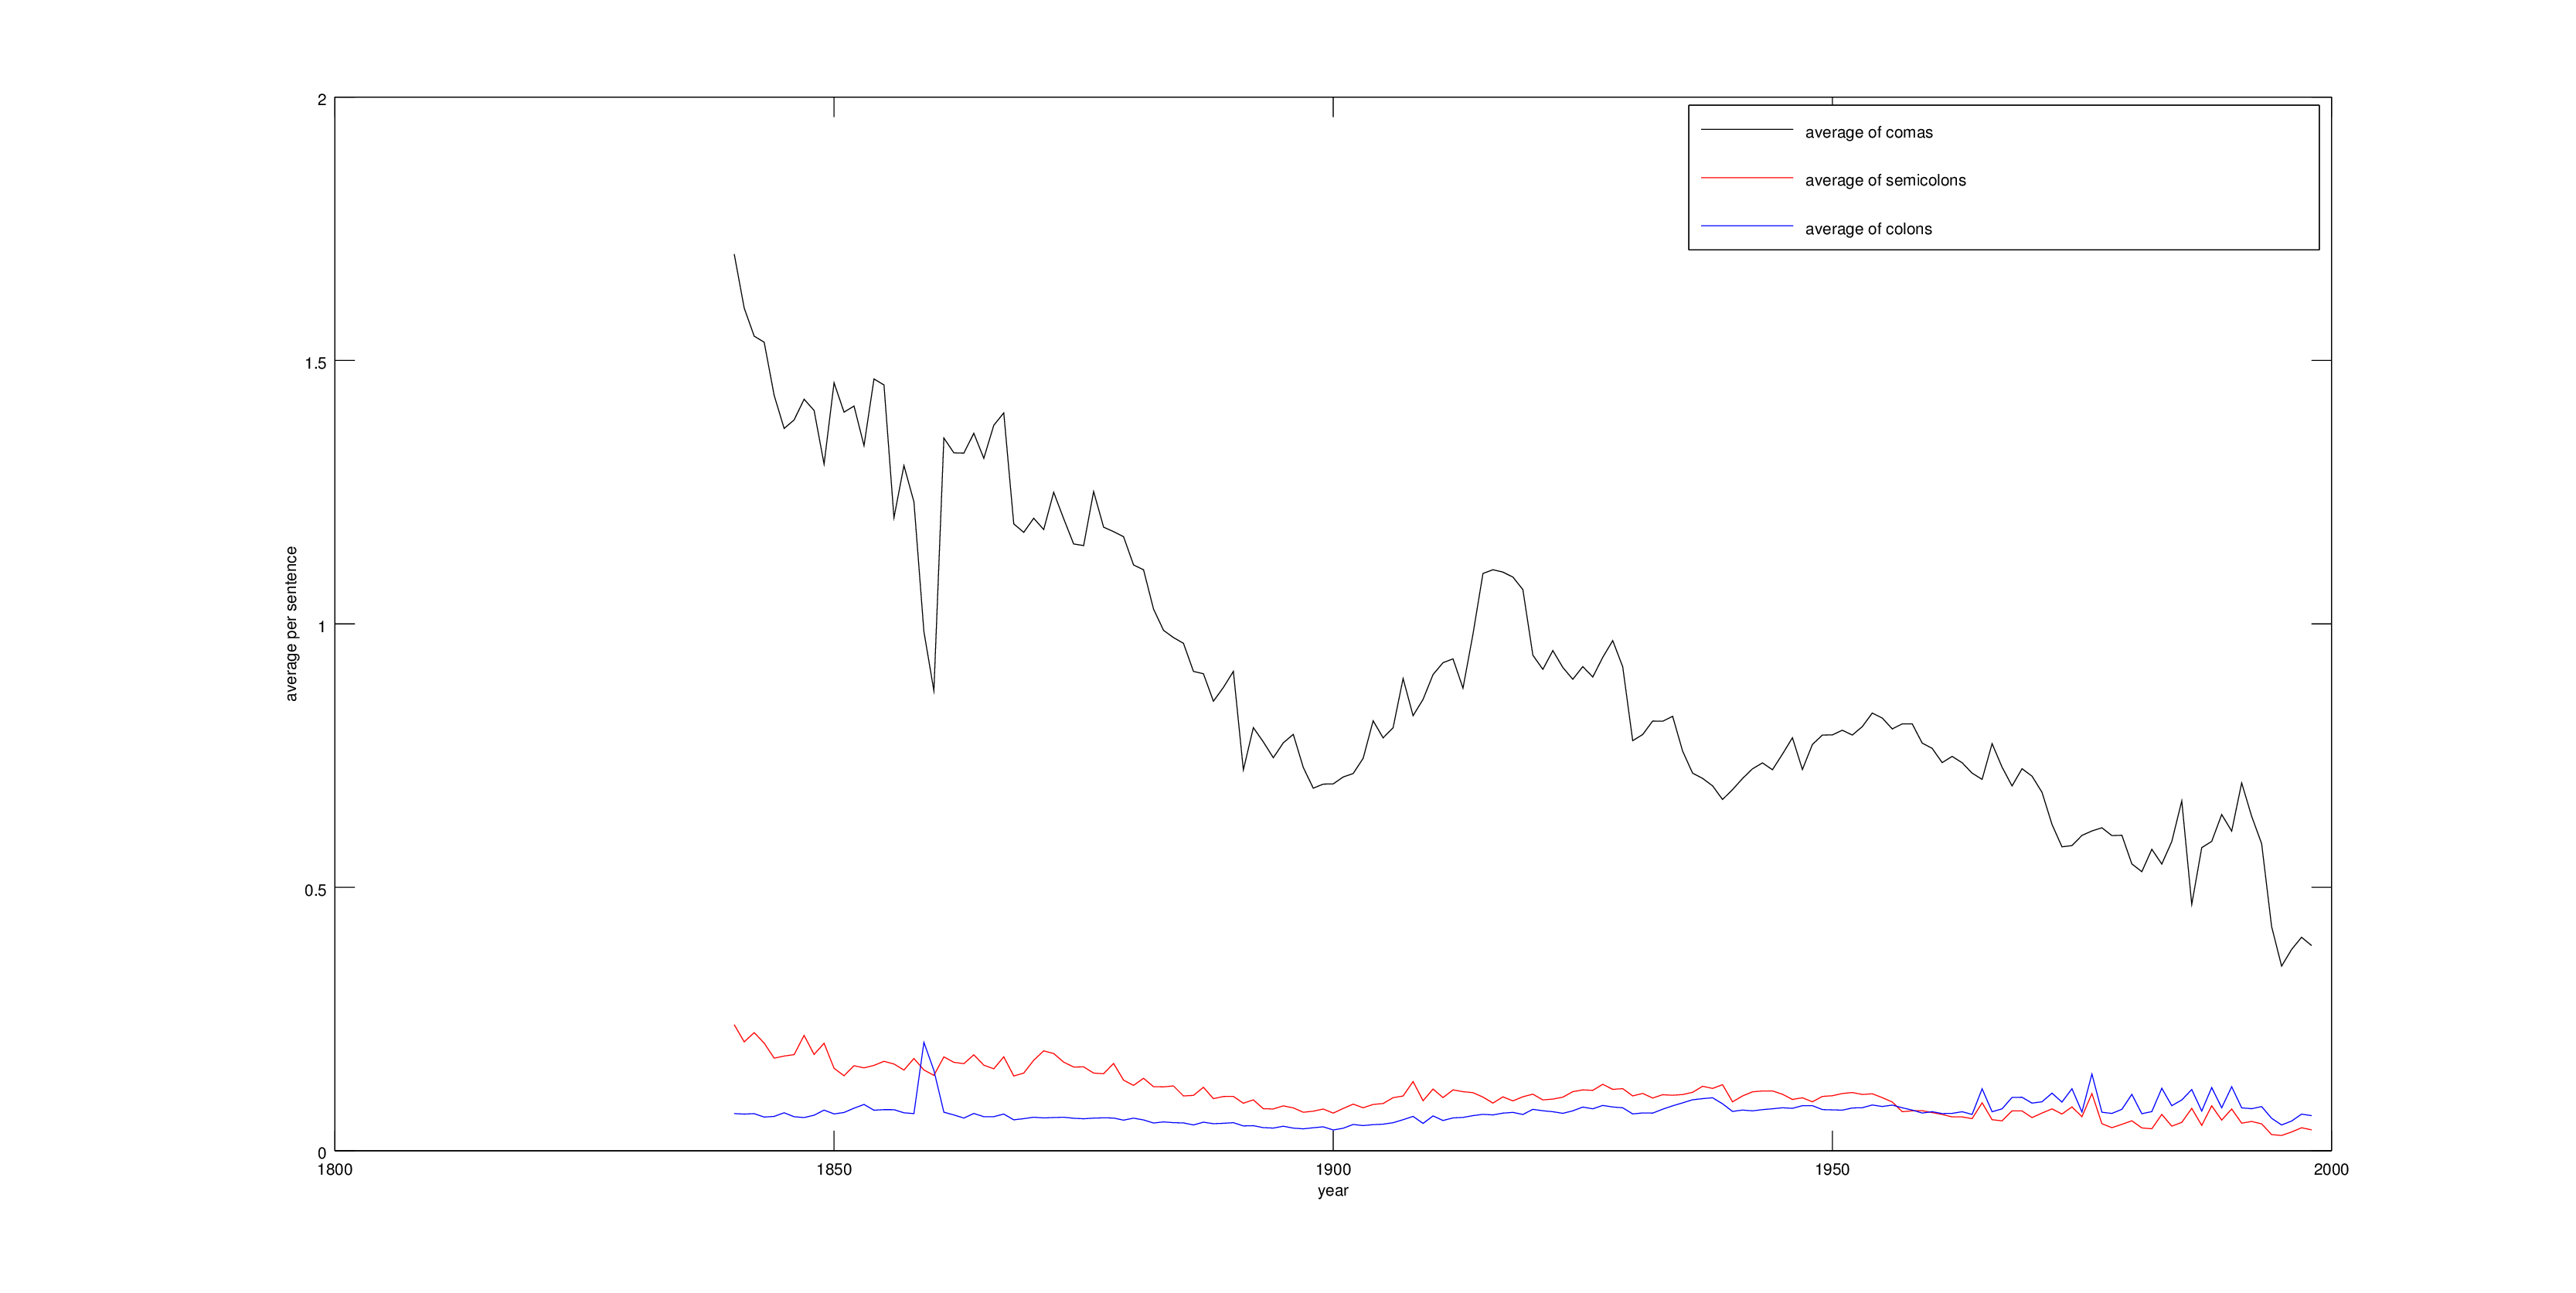 2
average of comas
average of semicolons
average of colons
1.5
1
average per sentence
0.5
0
1800
1850
1900
1950
2000
year